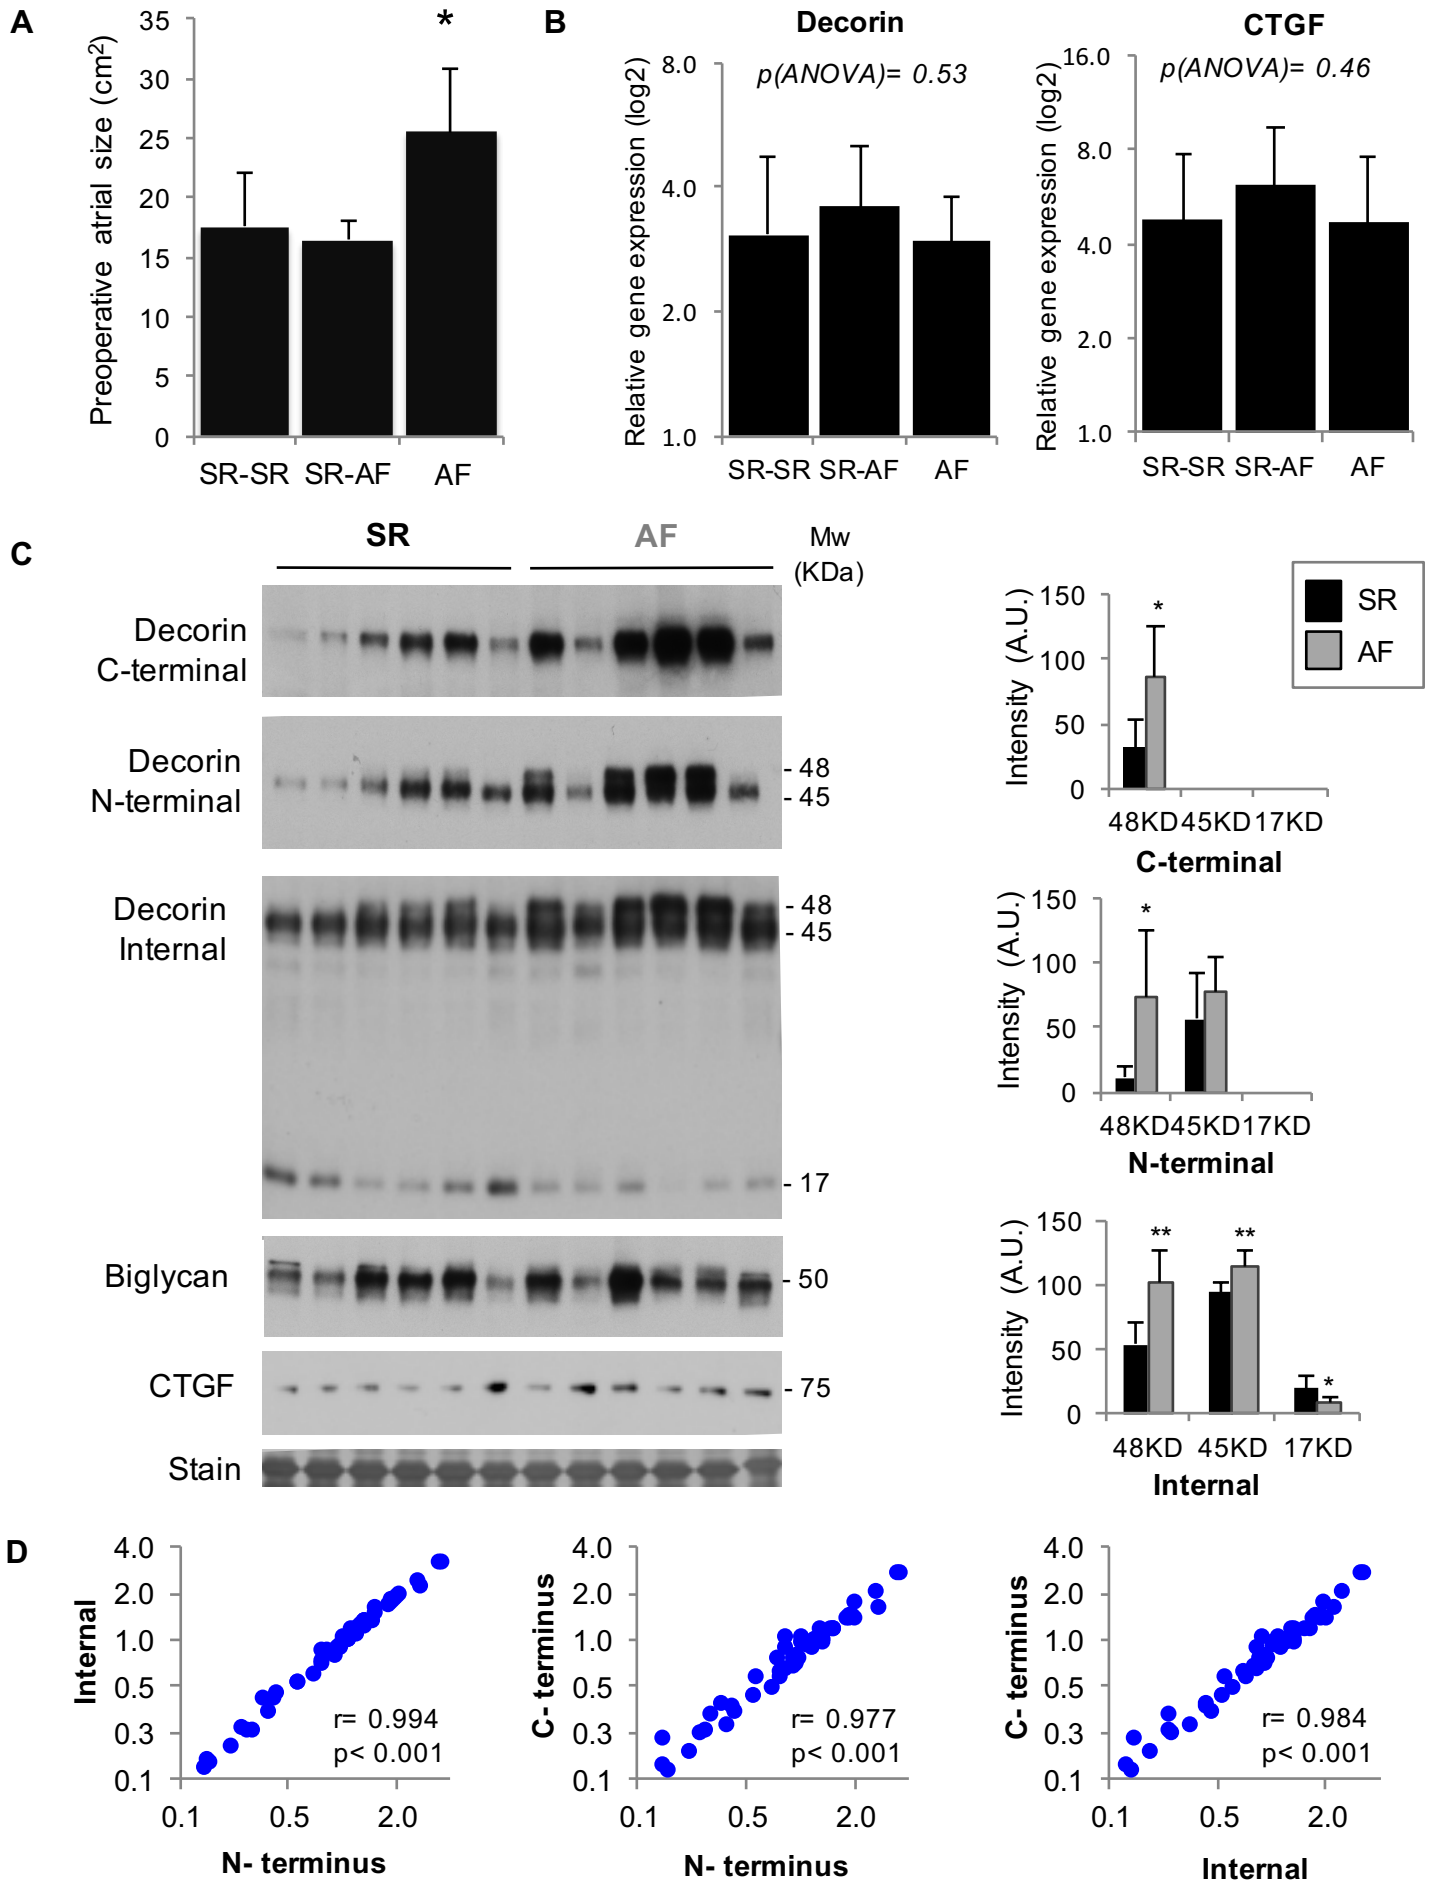 A
Preoperative atrial size (cm2)
35
30
25
20
15
10
5
0
*
SR-SR SR-AF AF
B
Decorin
p(ANOVA)= 0.53
Relative gene expression (log2)
8.0
4.0
2.0
1.0
SR-SR SR-AF AF
CTGF
p(ANOVA)= 0.46
Relative gene expression (log2)
16.0
8.0
4.0
2.0
1.0
SR-SR SR-AF AF
C
SR
AF
Mw
(KDa)
Decorin
C-terminal
Decorin
N-terminal
- 48
- 45
Decorin
Internal
- 48
- 45
- 17
Biglycan
- 50
CTGF
- 75
Stain
SR
AF
Intensity (A.U.)
150
100
50
0
*
48KD 45KD 17KD
C-terminal
Intensity (A.U.)
150
100
50
0
*
48KD 45KD 17KD
N-terminal
Intensity (A.U.)
150
100
50
0
**
**
*
48KD 45KD 17KD
Internal
D
Internal
4.0
2.0
1.0
0.5
0.3
0.1
r= 0.994
p< 0.001
0.1 0.5 2.0
N- terminus
C- terminus
4.0
2.0
1.0
0.5
0.3
0.1
r= 0.977
p< 0.001
0.1 0.5 2.0
N- terminus
C- terminus
4.0
2.0
1.0
0.5
0.3
0.1
r= 0.984
p< 0.001
0.1 0.5 2.0
Internal